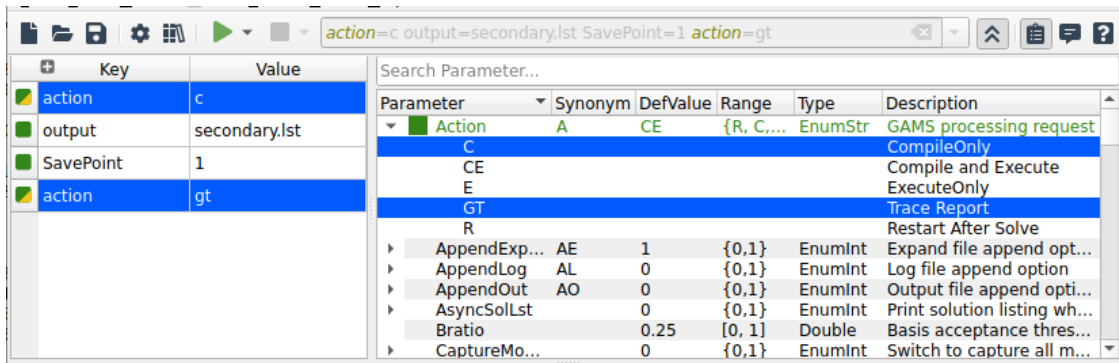 action=c output=secondary.lst SavePoint=1 action=gt
Key Value
action c
output secondary.lst
SavePoint 1
action gt
Search Parameter...
Parameter Synonym DefValue Range Type Description
Action A CE {R, C,... EnumStr GAMS processing request
C CompileOnly
CE Compile and Execute
E ExecuteOnly
GT Trace Report
R Restart After Solve
AppendExp... AE 1 {0,1} EnumInt Expand file append opt...
AppendLog AL 0 {0,1} EnumInt Log file append option
AppendOut AO 0 {0,1} EnumInt Output file append opti...
AsyncSolLst 0 {0,1} EnumInt Print solution listing wh...
Bratio 0.25 [0, 1] Double Basis acceptance thres...
CaptureMo... 0 {0,1} EnumInt Switch to capture all m...